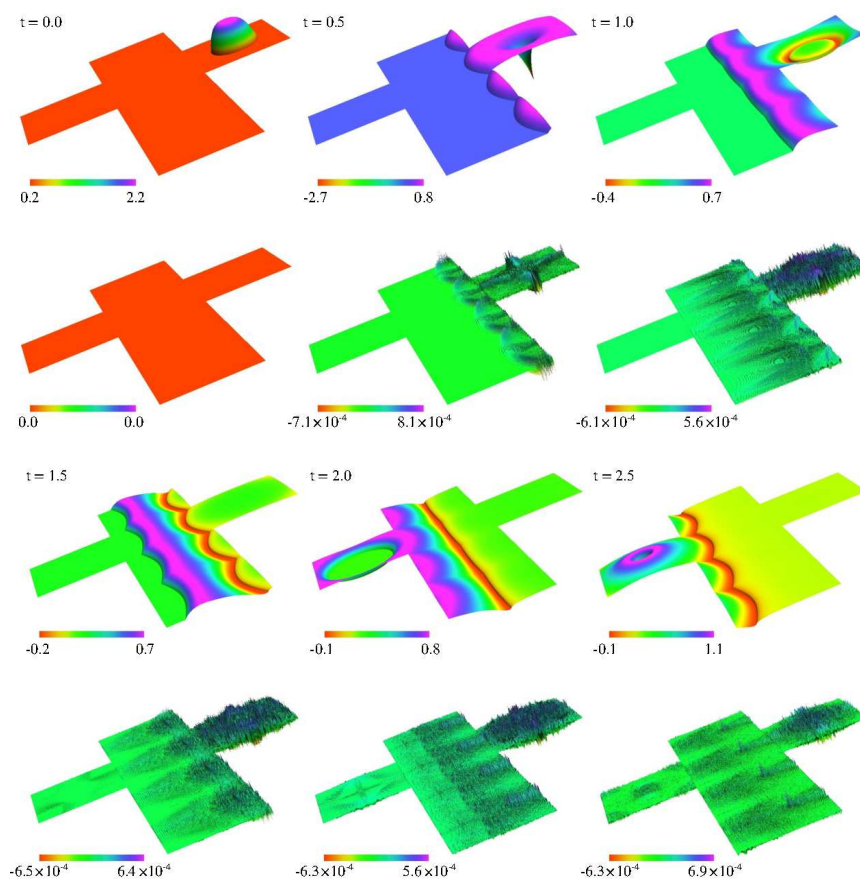 t = 0.0 t = 0.5 t = 1.0
0.2 2.2 -2.7 0.8 -0.4 0.7
0.0 0.0 -7.1×10⁻⁴ 8.1×10⁻⁴ -6.1×10⁻⁴ 5.6×10⁻⁴
t = 1.5 t = 2.0 t = 2.5
-0.2 0.7 -0.1 0.8 -0.1 1.1
-6.5×10⁻⁴ 6.4×10⁻⁴ -6.3×10⁻⁴ 5.6×10⁻⁴ -6.3×10⁻⁴ 6.9×10⁻⁴